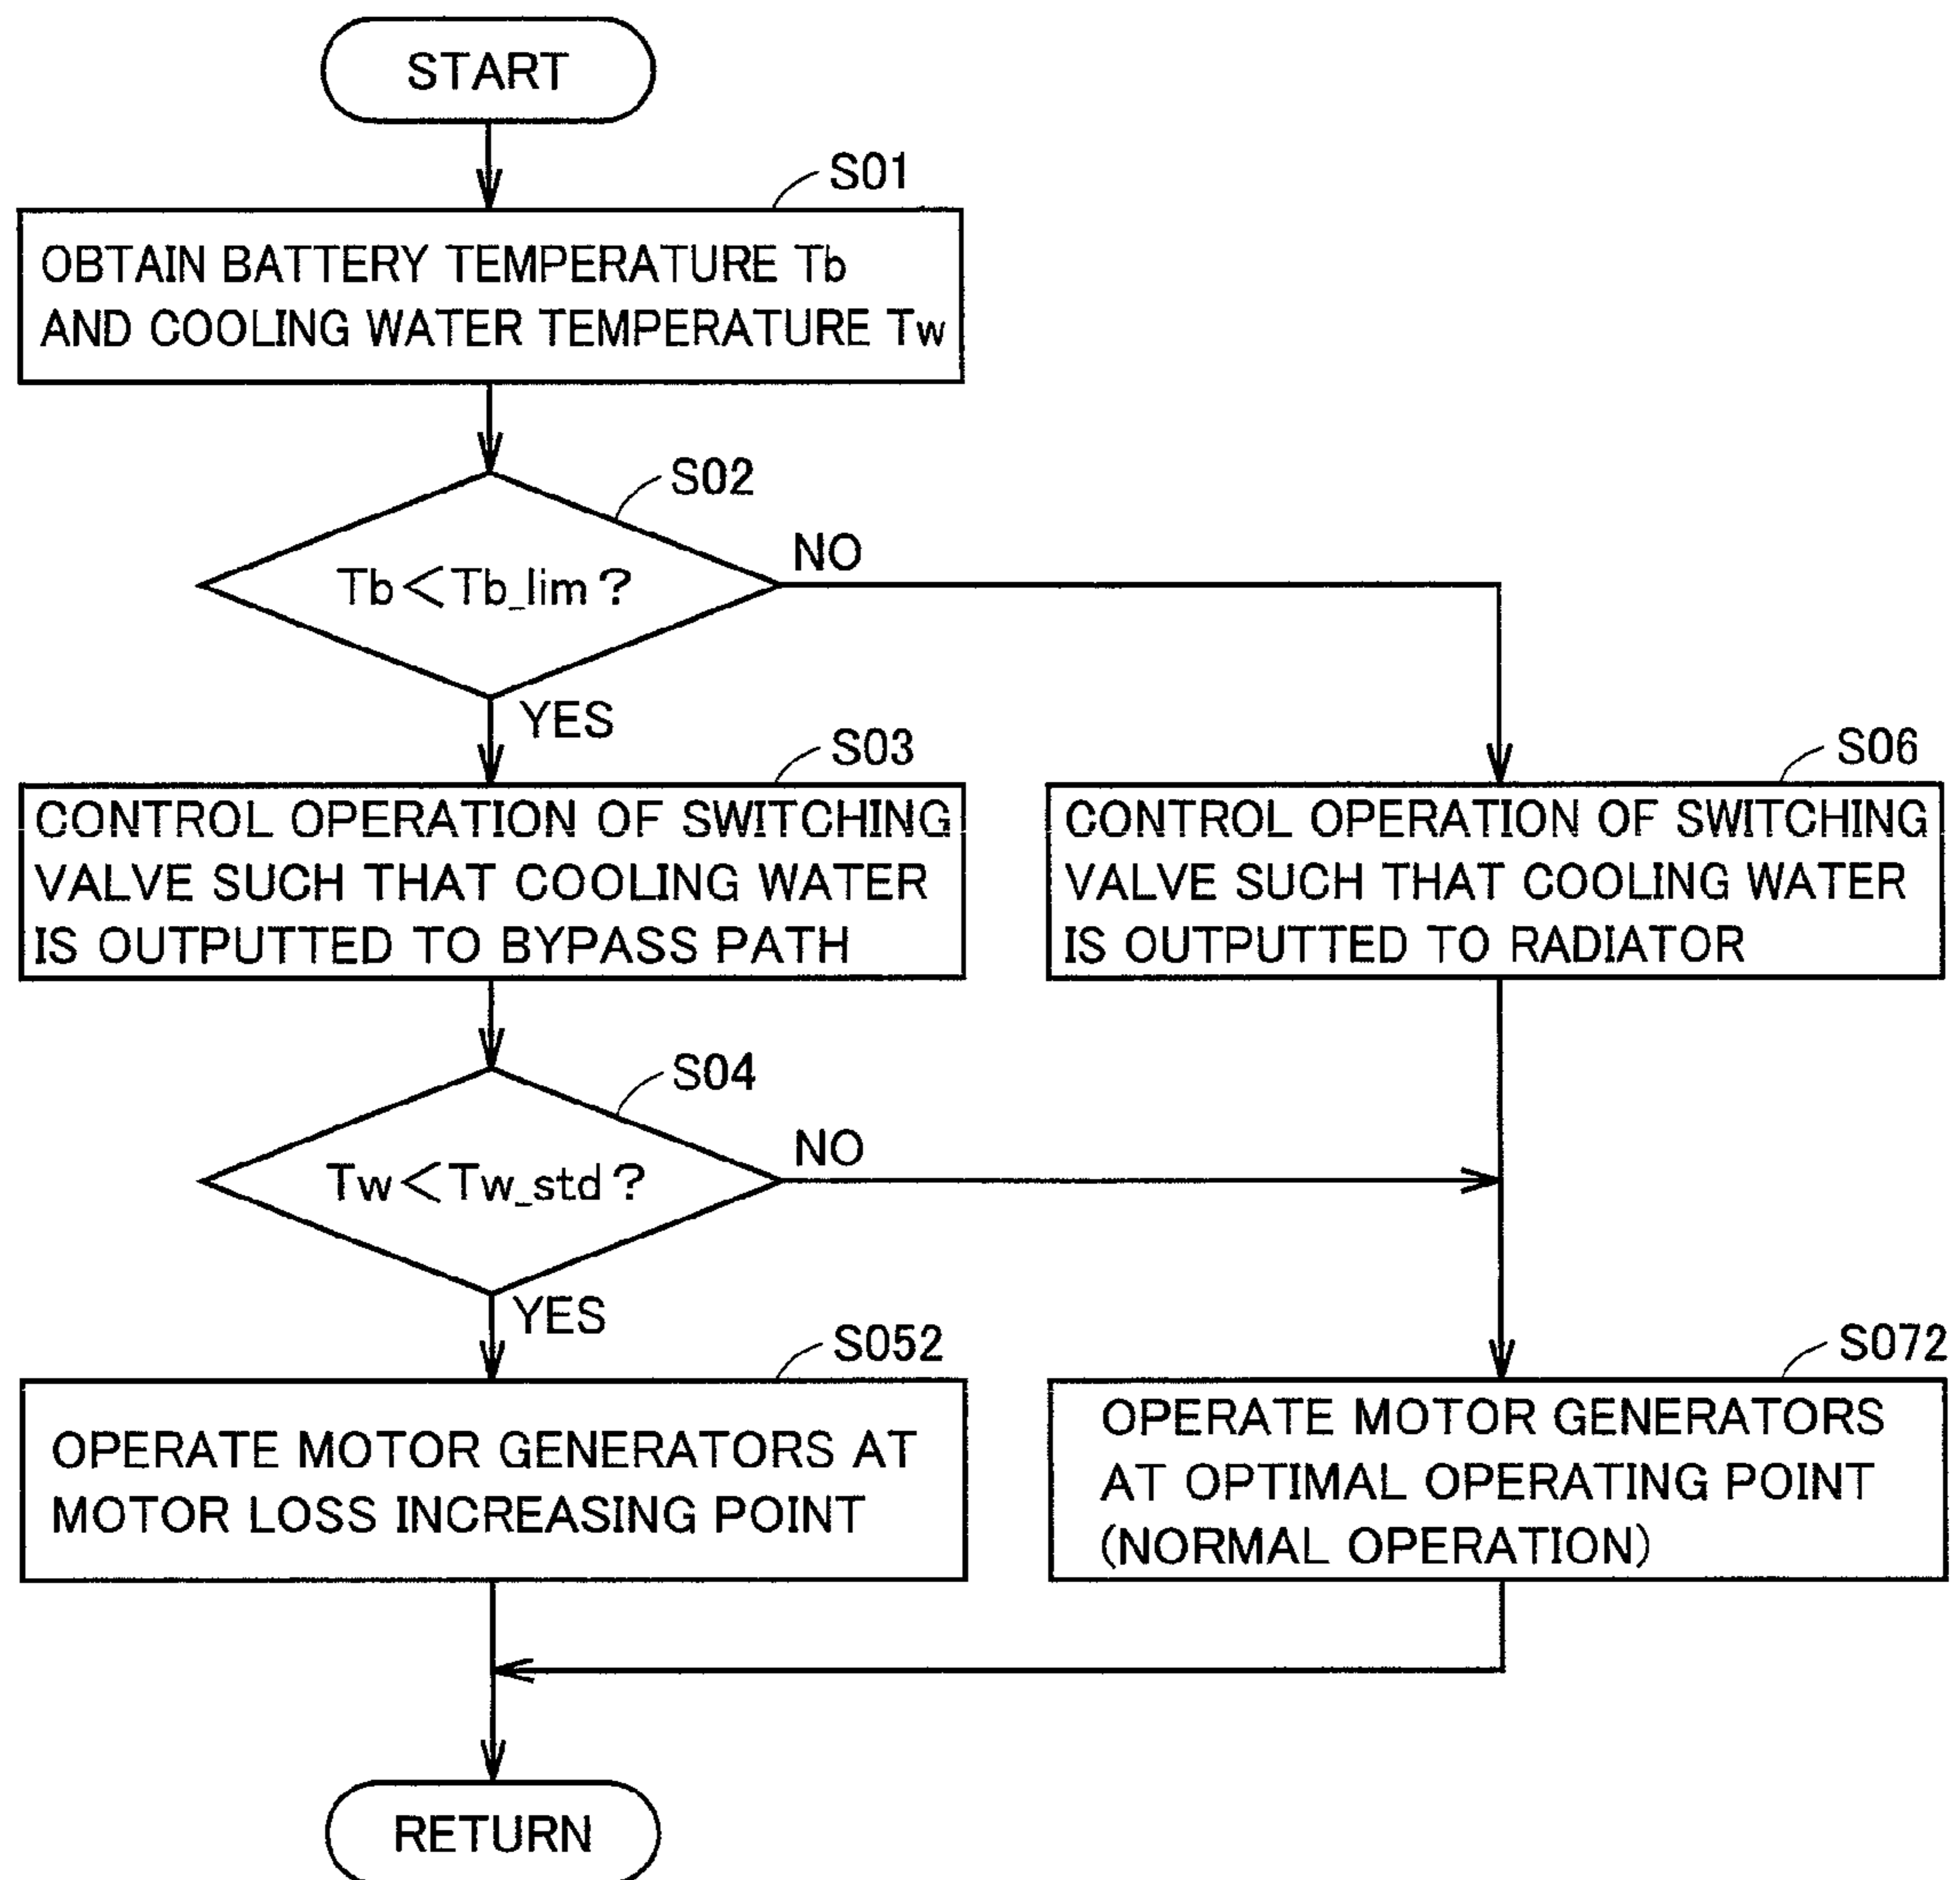 START
S01
OBTAIN BATTERY TEMPERATURE Tb
AND COOLING WATER TEMPERATURE Tw
S02
Tb<Tb_lim?
NO
YES
S03
CONTROL OPERATION OF SWITCHING
VALVE SUCH THAT COOLING WATER
IS OUTPUTTED TO BYPASS PATH
S06
CONTROL OPERATION OF SWITCHING
VALVE SUCH THAT COOLING WATER
IS OUTPUTTED TO RADIATOR
S04
Tw<Tw_std?
NO
YES
S052
OPERATE MOTOR GENERATORS AT
MOTOR LOSS INCREASING POINT
S072
OPERATE MOTOR GENERATORS
AT OPTIMAL OPERATING POINT
(NORMAL OPERATION)
RETURN